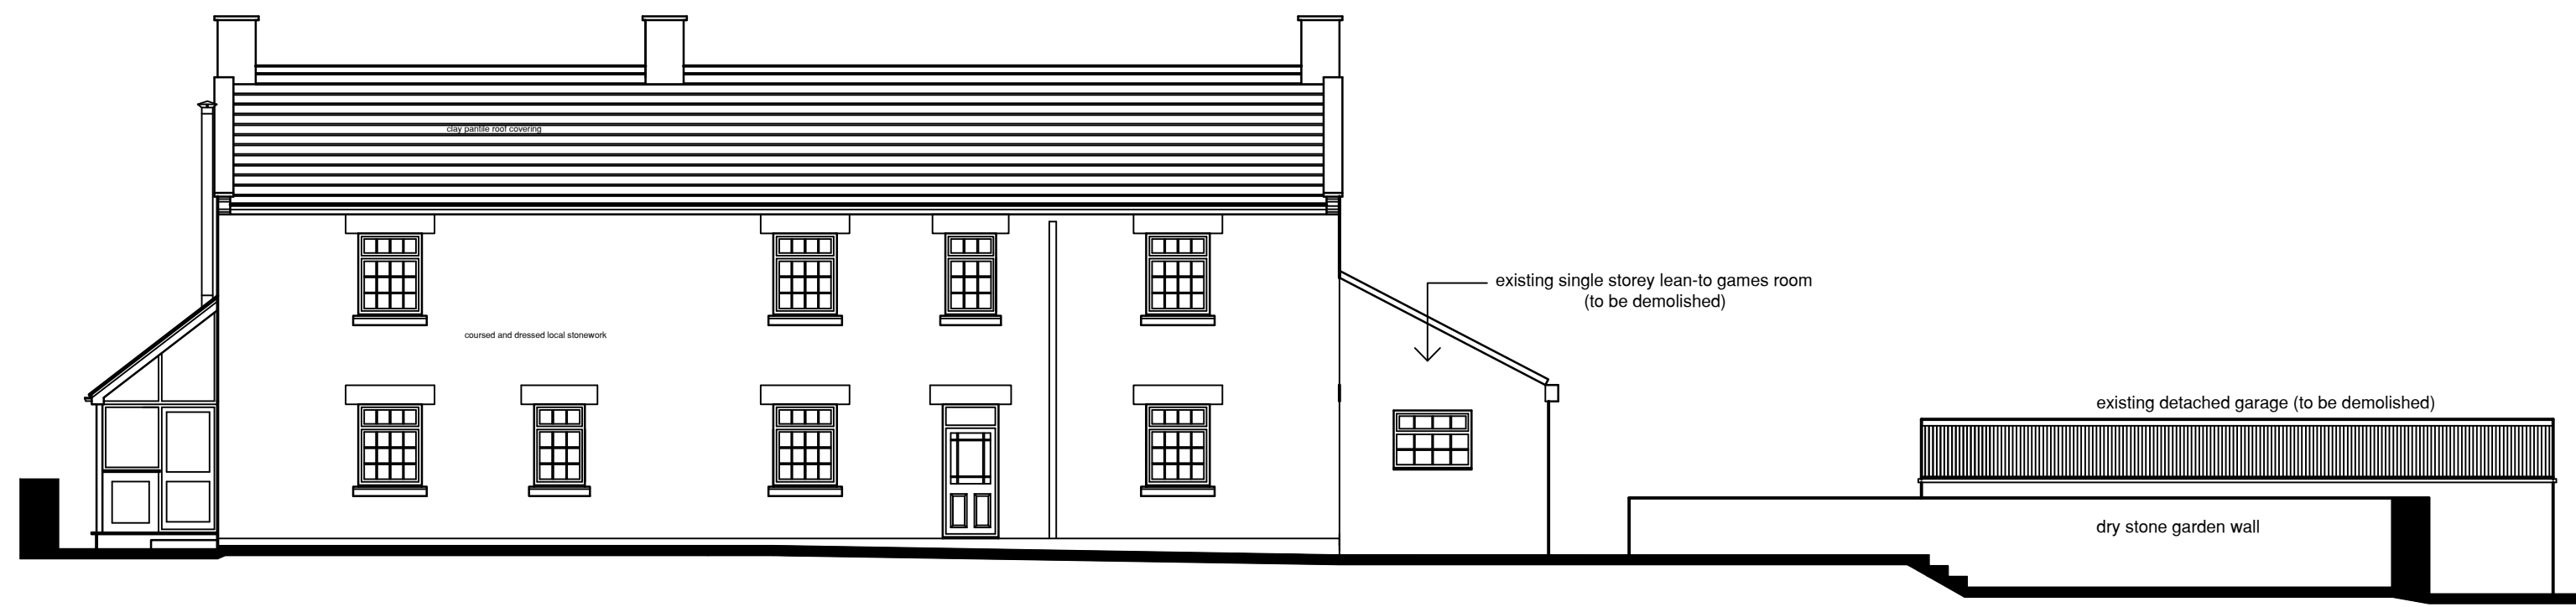 clay pantile roof covering
existing single storey lean-to games room
(to be demolished)
coursed and dressed local stonework
existing detached garage (to be demolished)
dry stone garden wall